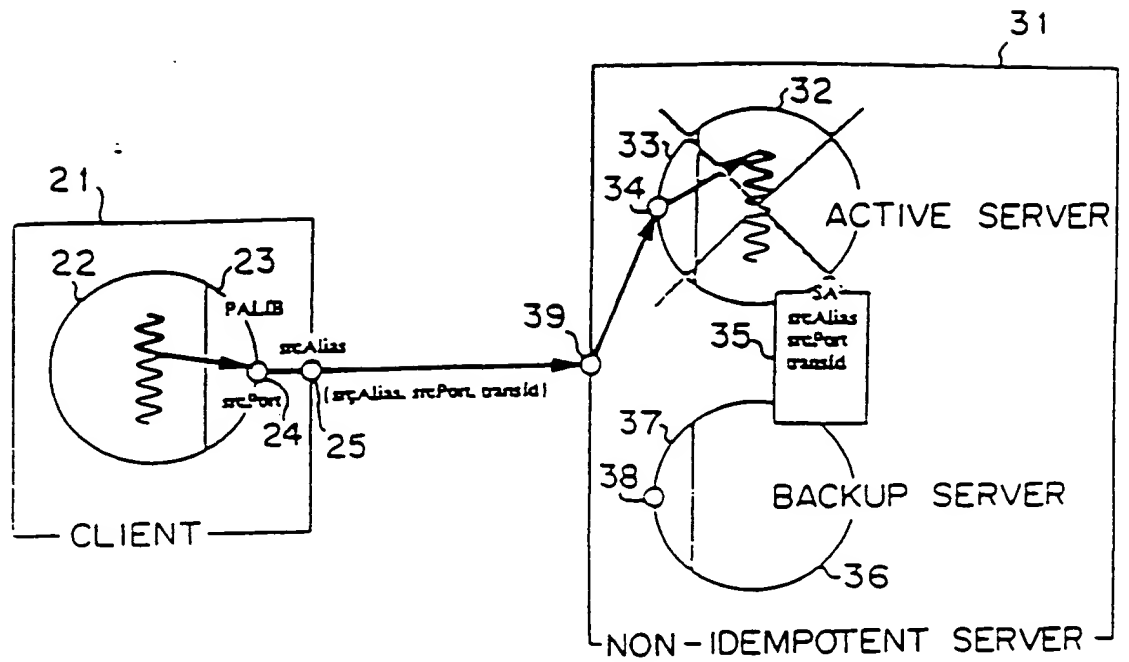 31
32
33
34
ACTIVE SERVER
21
22
23
PALIB
srcAlias
srcPort
24
25
(srcAlias, srcPort, transid)
39
35
SA
srcAlias
srcPort
transid
37
38
BACKUP SERVER
36
CLIENT
NON-IDEMPOTENT SERVER